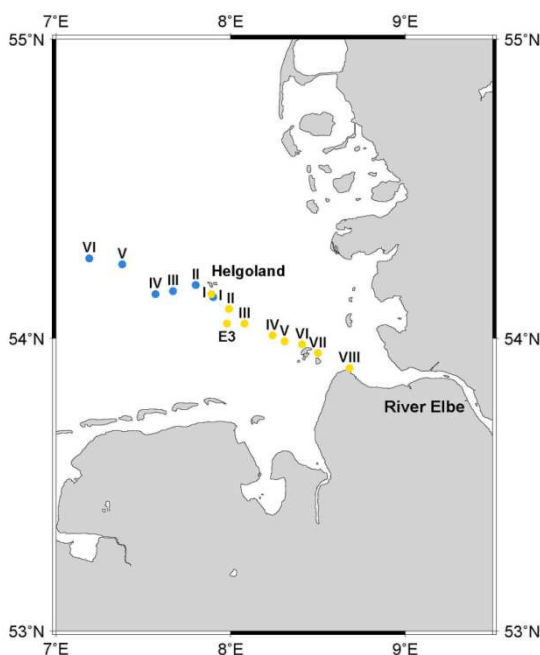 7˚E 8˚E 9˚E
55˚N 55˚N
VI V
II Helgoland
IV III I I II
III
E3 IV V VI
54˚N VII 54˚N
VIII
River Elbe
53˚N 53˚N
7˚E 8˚E 9˚E